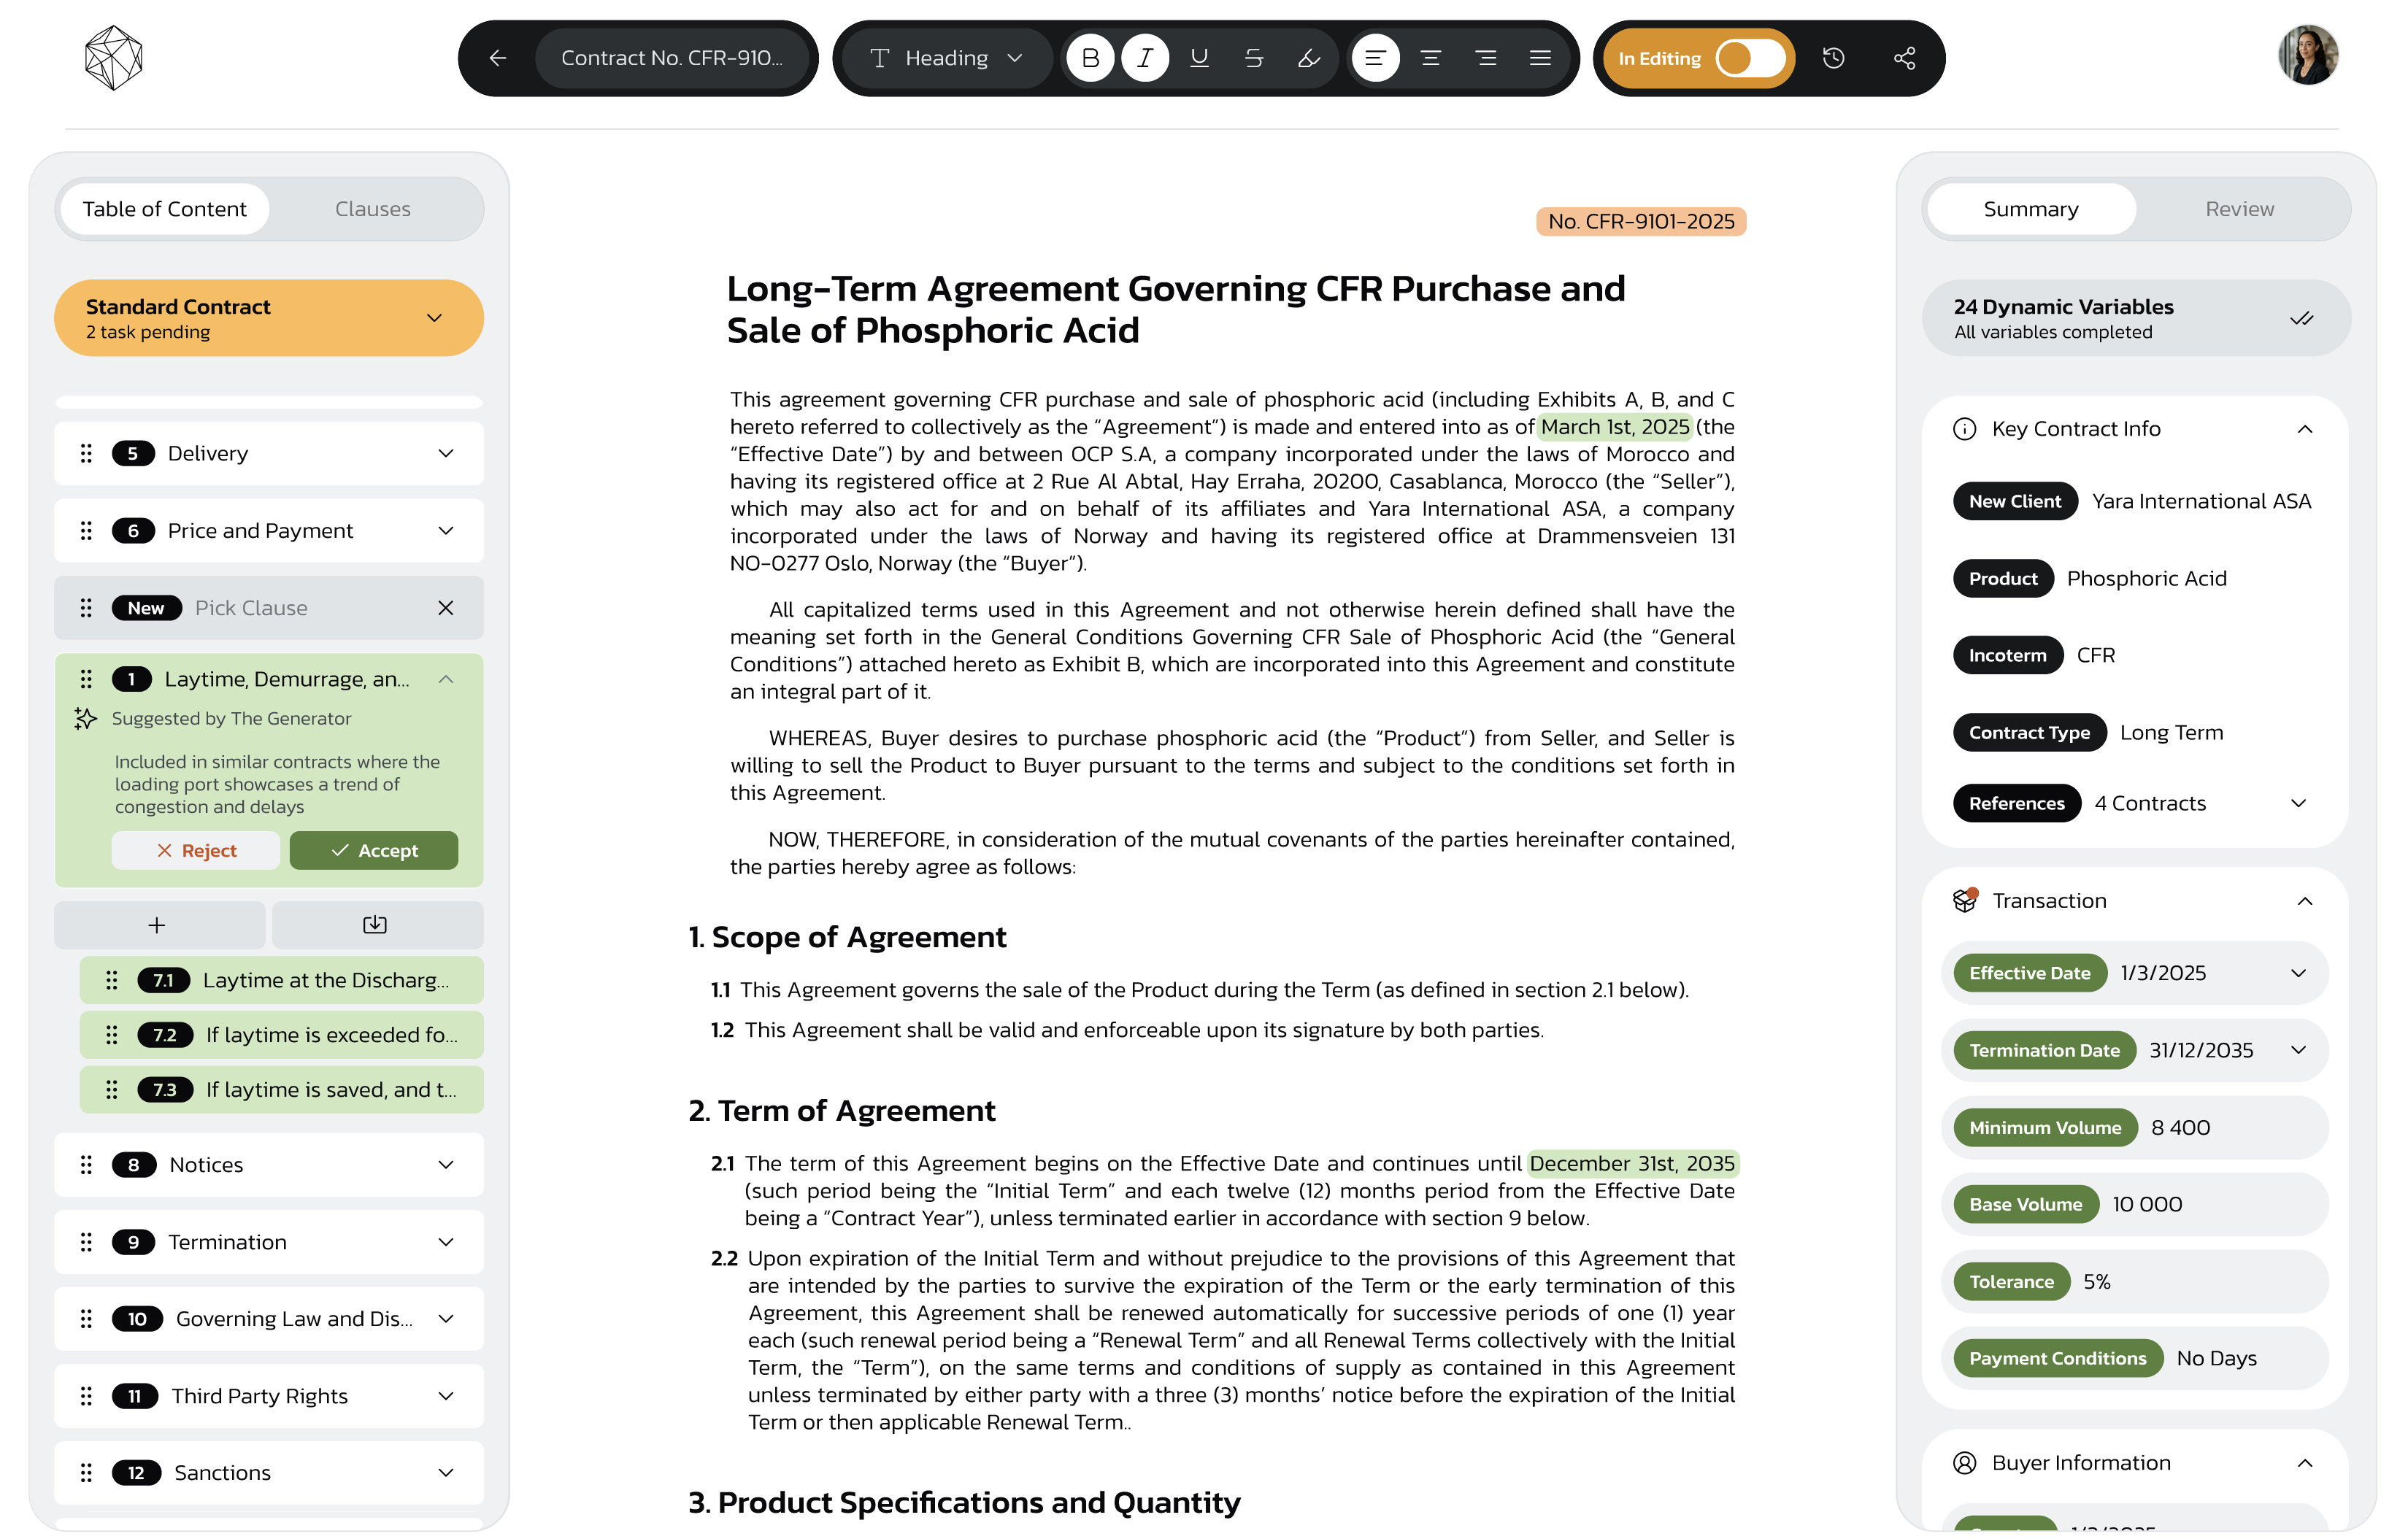 Contract No. CFR-910...
Heading
B
I
U
S
In Editing
Table of Content
Clauses
Standard Contract
2 task pending
5 Delivery
6 Price and Payment
New Pick Clause
1 Laytime, Demurrage, an...
Suggested by The Generator
Included in similar contracts where the
loading port showcases a trend of
congestion and delays
Reject
Accept
7.1 Laytime at the Discharg...
7.2 If laytime is exceeded fo...
7.3 If laytime is saved, and t...
8 Notices
9 Termination
10 Governing Law and Dis...
11 Third Party Rights
12 Sanctions
No. CFR-9101-2025
Long-Term Agreement Governing CFR Purchase and
Sale of Phosphoric Acid
This agreement governing CFR purchase and sale of phosphoric acid (including Exhibits A, B, and C
hereto referred to collectively as the “Agreement”) is made and entered into as of March 1st, 2025 (the
“Effective Date”) by and between OCP S.A, a company incorporated under the laws of Morocco and
having its registered office at 2 Rue Al Abtal, Hay Erraha, 20200, Casablanca, Morocco (the “Seller”),
which may also act for and on behalf of its affiliates and Yara International ASA, a company
incorporated under the laws of Norway and having its registered office at Drammensveien 131
NO-0277 Oslo, Norway (the “Buyer”).
All capitalized terms used in this Agreement and not otherwise herein defined shall have the
meaning set forth in the General Conditions Governing CFR Sale of Phosphoric Acid (the “General
Conditions”) attached hereto as Exhibit B, which are incorporated into this Agreement and constitute
an integral part of it.
WHEREAS, Buyer desires to purchase phosphoric acid (the “Product”) from Seller, and Seller is
willing to sell the Product to Buyer pursuant to the terms and subject to the conditions set forth in
this Agreement.
NOW, THEREFORE, in consideration of the mutual covenants of the parties hereinafter contained,
the parties hereby agree as follows:
1. Scope of Agreement
1.1 This Agreement governs the sale of the Product during the Term (as defined in section 2.1 below).
1.2 This Agreement shall be valid and enforceable upon its signature by both parties.
2. Term of Agreement
2.1 The term of this Agreement begins on the Effective Date and continues until December 31st, 2035
(such period being the “Initial Term” and each twelve (12) months period from the Effective Date
being a “Contract Year”), unless terminated earlier in accordance with section 9 below.
2.2 Upon expiration of the Initial Term and without prejudice to the provisions of this Agreement that
are intended by the parties to survive the expiration of the Term or the early termination of this
Agreement, this Agreement shall be renewed automatically for successive periods of one (1) year
each (such renewal period being a “Renewal Term” and all Renewal Terms collectively with the Initial
Term, the “Term”), on the same terms and conditions of supply as contained in this Agreement
unless terminated by either party with a three (3) months’ notice before the expiration of the Initial
Term or then applicable Renewal Term..
3. Product Specifications and Quantity
Summary
Review
24 Dynamic Variables
All variables completed
Key Contract Info
New Client Yara International ASA
Product Phosphoric Acid
Incoterm CFR
Contract Type Long Term
References 4 Contracts
Transaction
Effective Date 1/3/2025
Termination Date 31/12/2035
Minimum Volume 8 400
Base Volume 10 000
Tolerance 5%
Payment Conditions No Days
Buyer Information